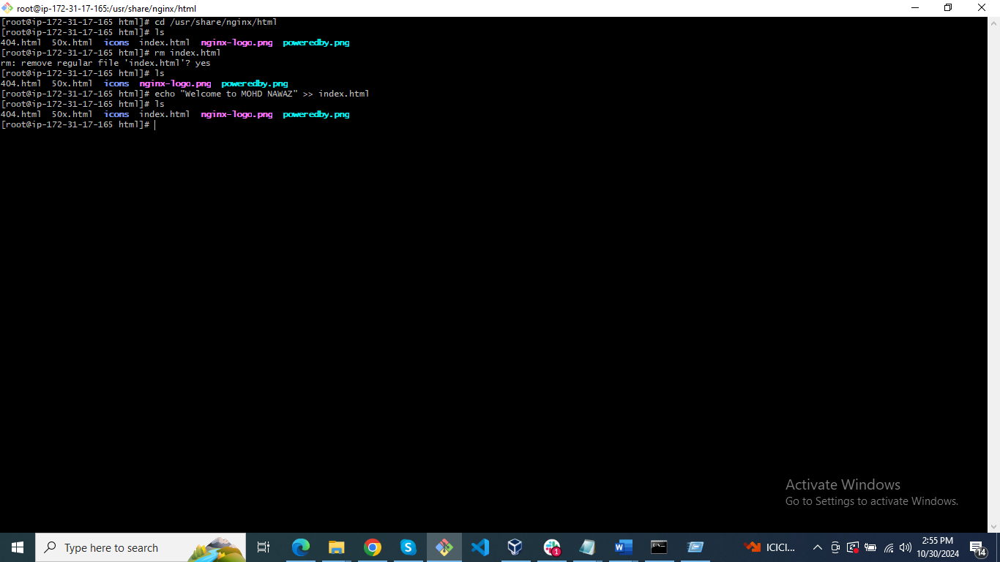 root@ip-172-31-17-165:/usr/share/nginx/html
[root@ip-172-31-17-165 html]# cd /usr/share/nginx/html
[root@ip-172-31-17-165 html]# ls
404.html  50x.html  icons  index.html  nginx-logo.png  poweredby.png
[root@ip-172-31-17-165 html]# rm index.html
rm: remove regular file 'index.html'? yes
[root@ip-172-31-17-165 html]# ls
404.html  50x.html  icons  nginx-logo.png  poweredby.png
[root@ip-172-31-17-165 html]# echo "Welcome to MOHD NAWAZ" >> index.html
[root@ip-172-31-17-165 html]# ls
404.html  50x.html  icons  index.html  nginx-logo.png  poweredby.png
[root@ip-172-31-17-165 html]#
Activate Windows
Go to Settings to activate Windows.
Type here to search
1
ICICI...
2:55 PM
10/30/2024
14